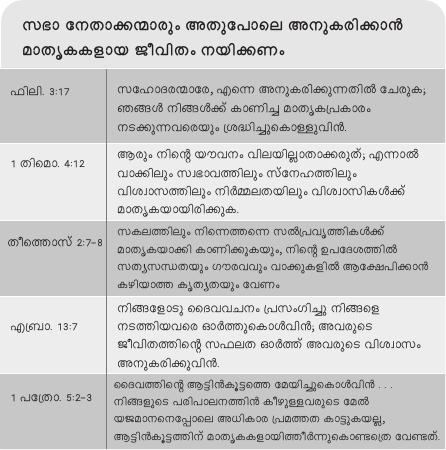 സഭാ നേതാക്കന്മാരും അതുപോലെ അനുകരിക്കാൻ
മാതൃകകളായ ജീവിതം നയിക്കണം
ഫിലി. 3:17
സഹോദരന്മാരേ, എന്നെ അനുകരിക്കുന്നതിൽ ചേരുക;
ഞങ്ങൾ നിങ്ങൾക്ക് കാണിച്ച മാതൃകപ്രകാരം
നടക്കുന്നവരെയും ശ്രദ്ധിച്ചുകൊള്ളുവിൻ.
1 തിമൊ. 4:12
ആരും നിന്റെ യൗവനം വിലയില്ലാതാക്കരുത്; എന്നാൽ
വാക്കിലും സ്വഭാവത്തിലും സ്നേഹത്തിലും
വിശ്വാസത്തിലും നിർമ്മലതയിലും വിശ്വാസികൾക്ക്
മാതൃകയായിരിക്കുക.
തീത്തൊസ് 2:7–8
സകലത്തിലും നിന്നെത്തന്നെ സൽപ്രവൃത്തികൾക്ക്
മാതൃകയാക്കി കാണിക്കുകയും, നിന്റെ ഉപദേശത്തിൽ
സത്യസന്ധതയും ഗൗരവവും വാക്കുകളിൽ ആക്ഷേപിക്കാൻ
കഴിയാത്ത കൃത്യതയും വേണം
എബ്രാ. 13:7
നിങ്ങളോടു ദൈവവചനം പ്രസംഗിച്ചു നിങ്ങളെ
നടത്തിയവരെ ഓർത്തുകൊൾവിൻ; അവരുടെ
ജീവിതത്തിന്റെ സഫലത ഓർത്ത് അവരുടെ വിശ്വാസം
അനുകരിക്കുവിൻ.
1 പത്രോ. 5:2–3
ദൈവത്തിന്റെ ആട്ടിൻകൂട്ടത്തെ മേയിച്ചുകൊൾവിൻ . . .
നിങ്ങളുടെ പരിപാലനത്തിൻ കീഴുള്ളവരുടെ മേൽ
യജമാനനെപ്പോലെ അധികാര പ്രമത്തത കാട്ടുകയല്ല,
ആട്ടിൻകൂട്ടത്തിന് മാതൃകകളായിത്തീർന്നുകൊണ്ടത്രെ വേണ്ടത്.